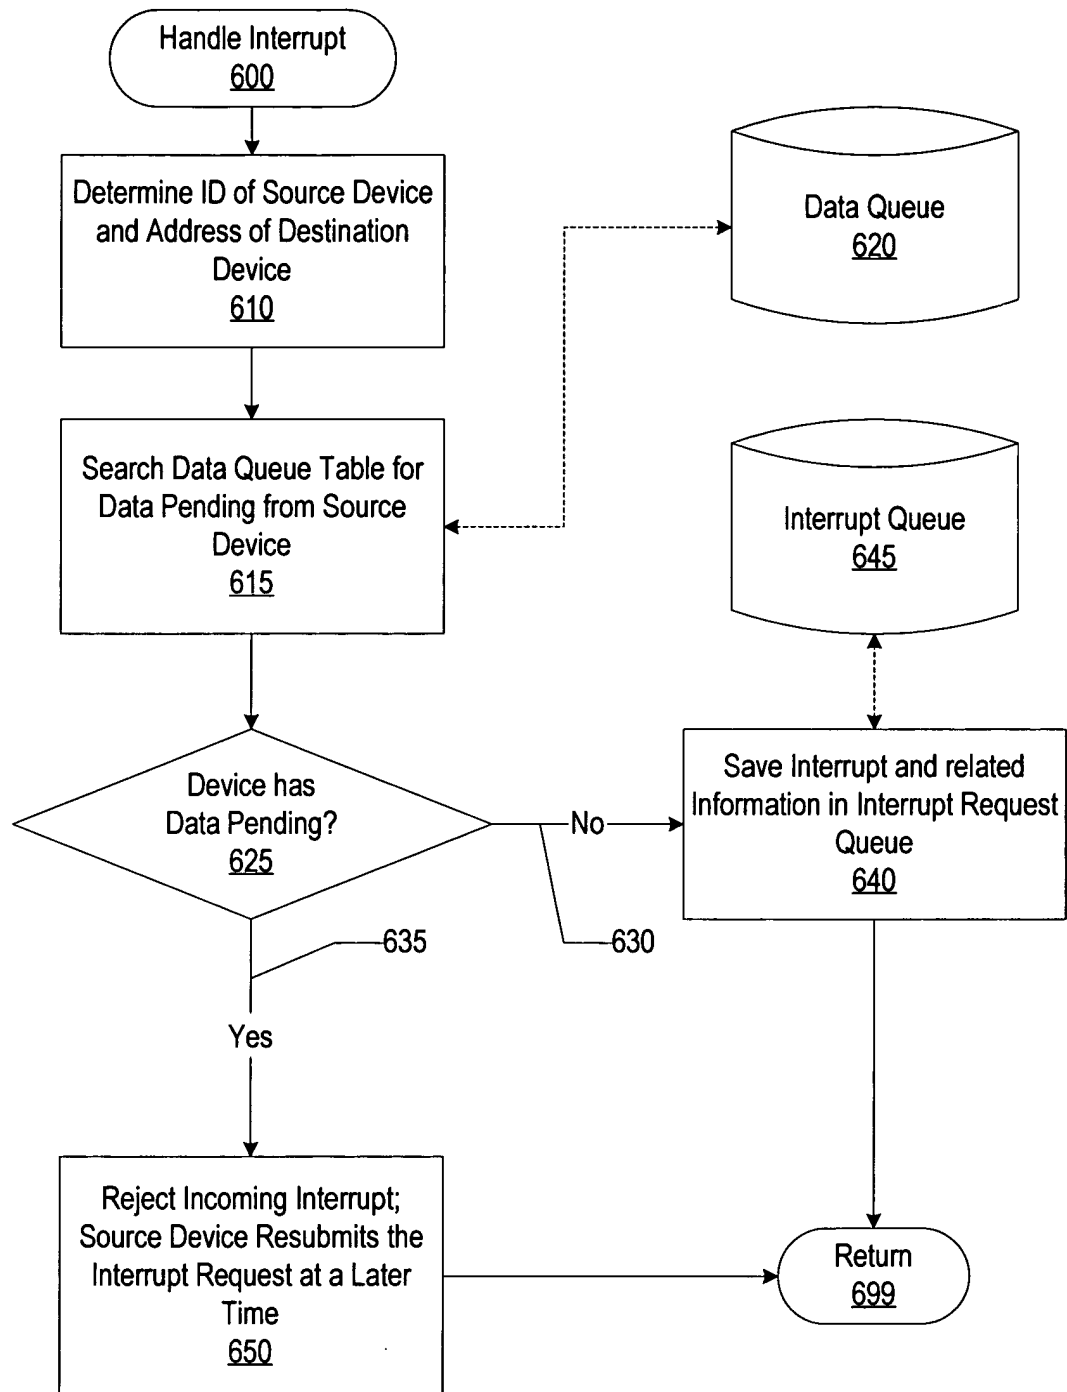 Handle Interrupt
600
Determine ID of Source Device
and Address of Destination
Device
610
Data Queue
620
Search Data Queue Table for
Data Pending from Source
Device
615
Interrupt Queue
645
Device has
Data Pending?
625
No
Save Interrupt and related
Information in Interrupt Request
Queue
640
635
630
Yes
Reject Incoming Interrupt;
Source Device Resubmits the
Interrupt Request at a Later
Time
650
Return
699